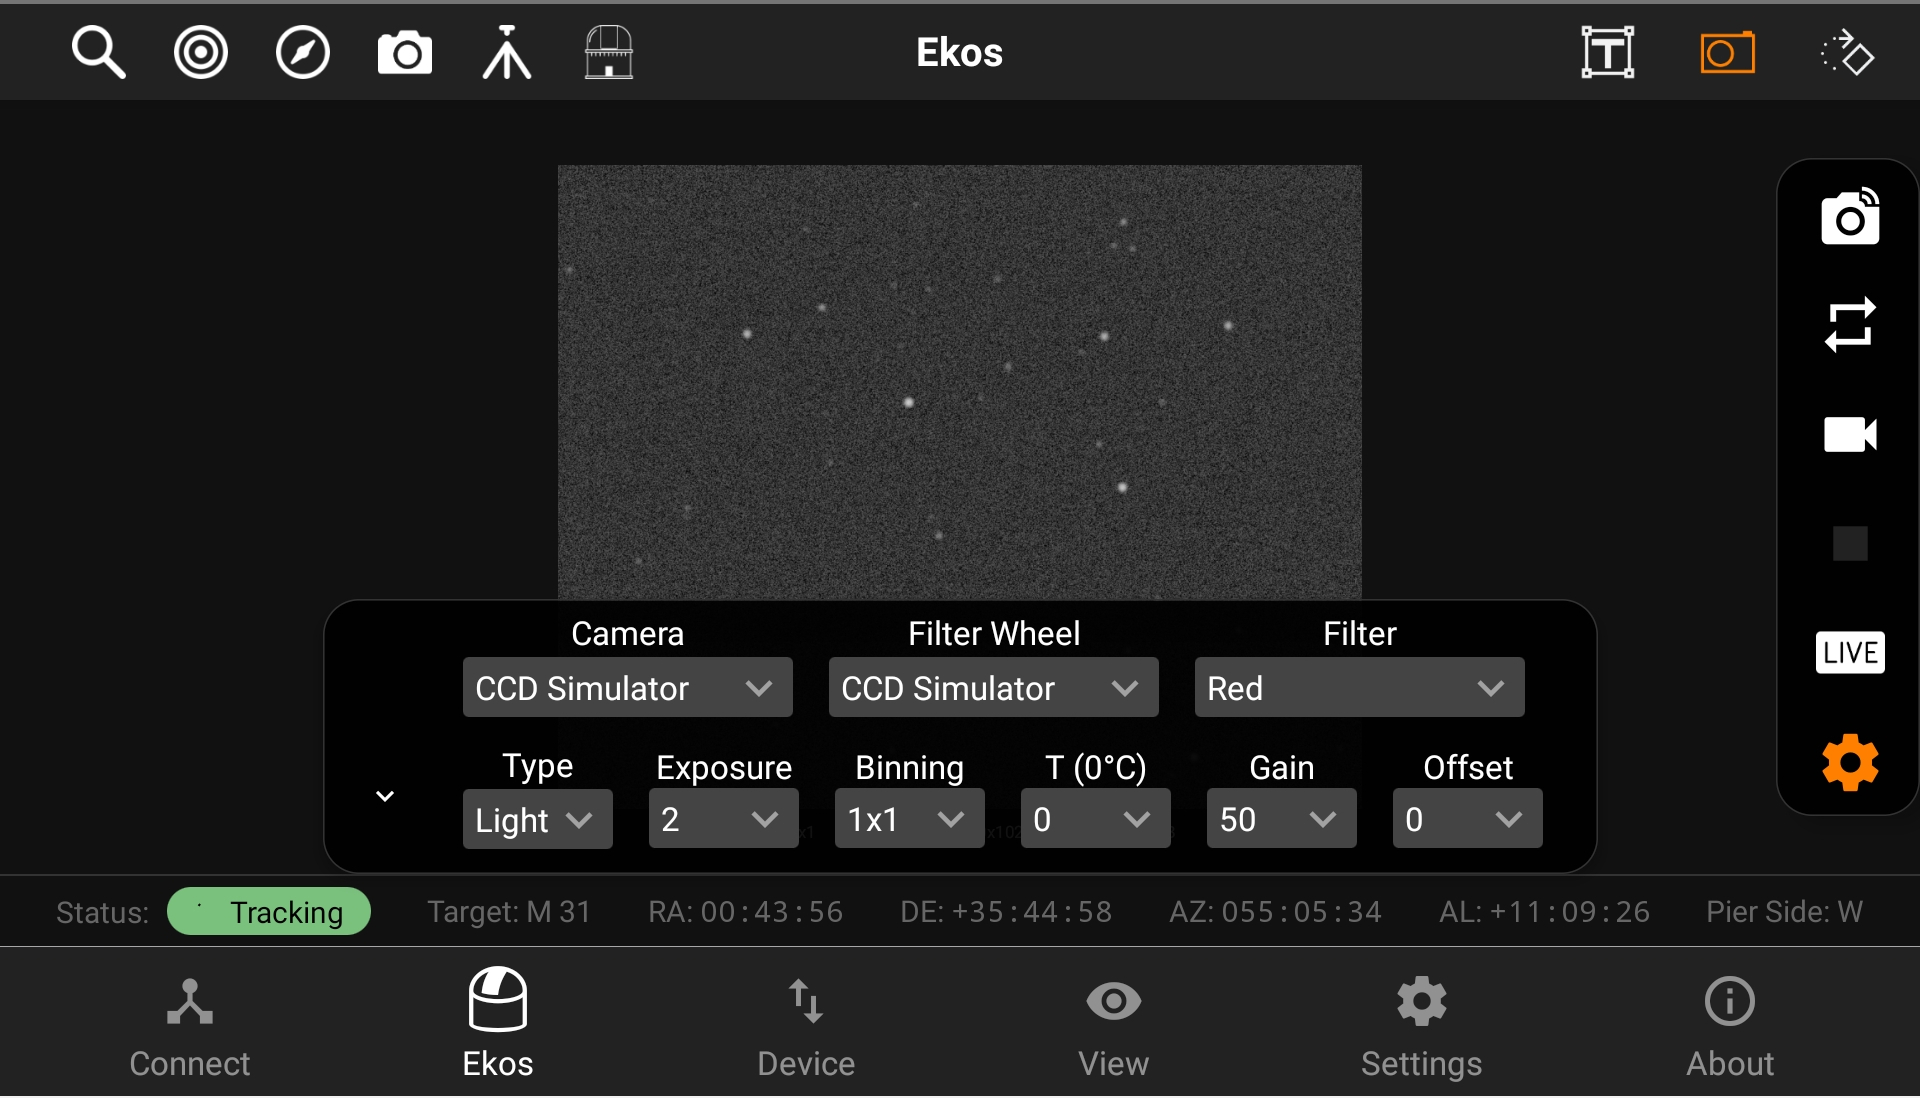 Ekos
LIVE
Camera Filter Wheel Filter
CCD Simulator CCD Simulator Red
Type Exposure Binning T (0°C) Gain Offset
Light 2 1x1 0 50 0
Status: Tracking Target: M 31 RA: 00:43:56 DE: +35:44:58 AZ: 055:05:34 AL: +11:09:26 Pier Side: W
Connect Ekos Device View Settings About